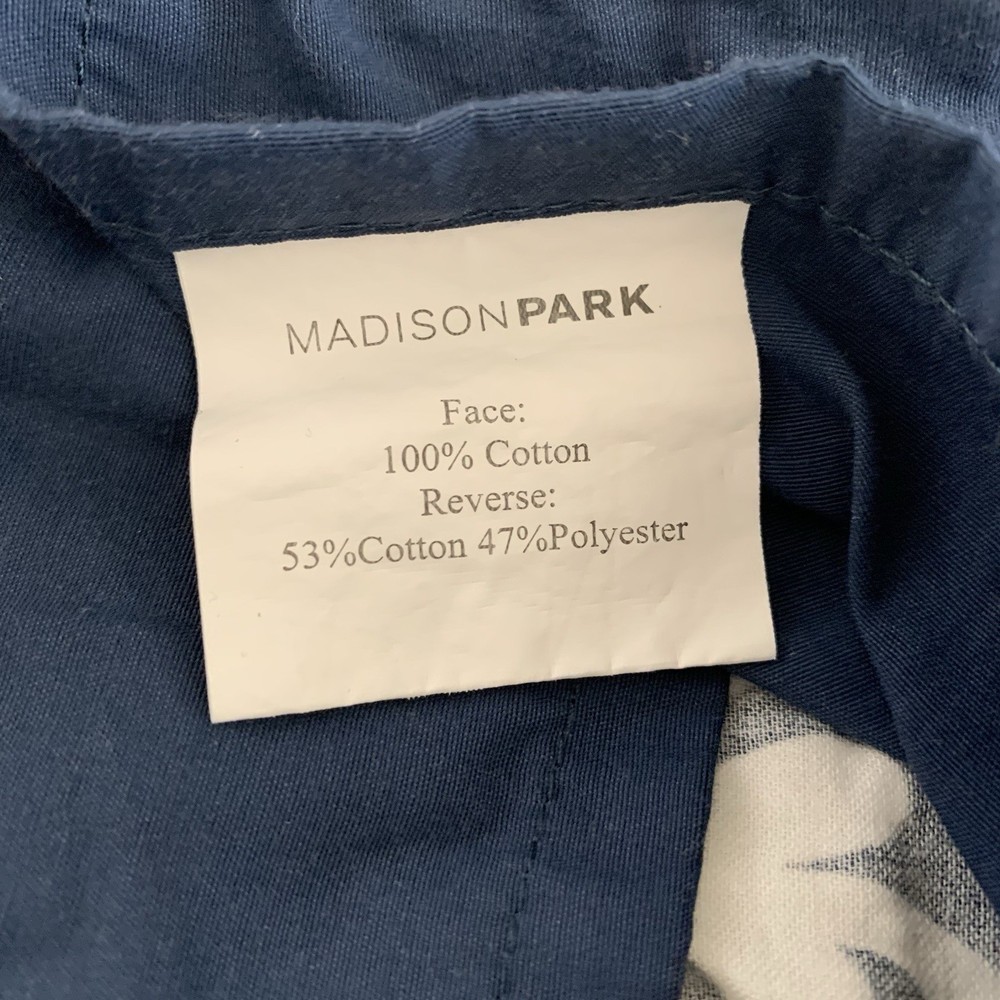 MADISONPARK
Face:
100% Cotton
Reverse:
53%Cotton 47%Polyester